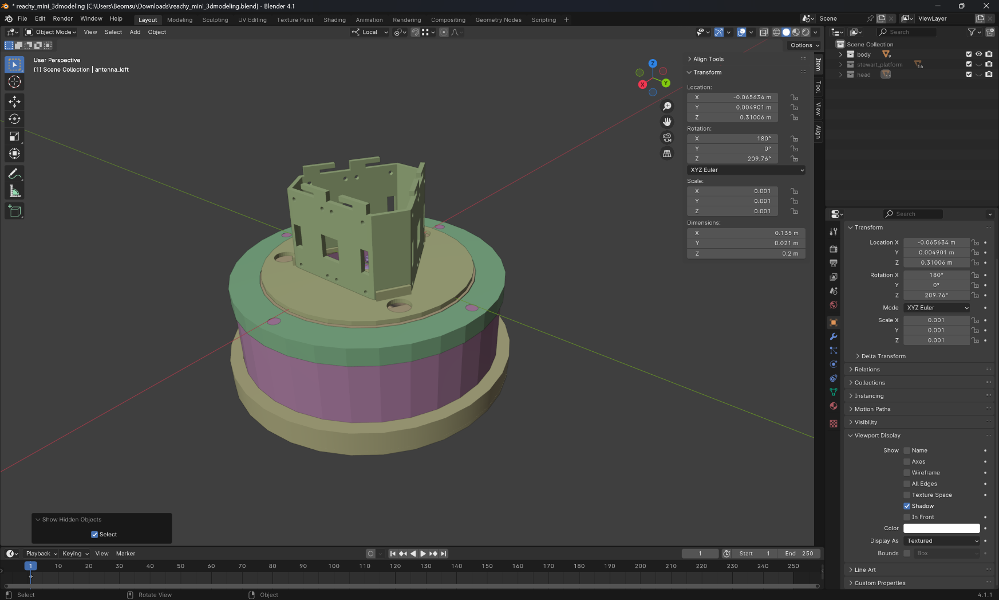 * reachy_mini_3dmodeling [C:\Users\Beomsu\Downloads\reachy_mini_3dmodeling.blend] - Blender 4.1
File Edit Render Window Help
Layout Modeling Sculpting UV Editing Texture Paint Shading Animation Rendering Compositing Geometry Nodes Scripting +
Scene
ViewLayer
Object Mode View Select Add Object
Local
Search
Options
User Perspective
(1) Scene Collection | antenna_left
Z
Y
X
Align Tools
Transform
Location:
X -0.065634 m
Y 0.004901 m
Z 0.31006 m
Rotation:
X 180°
Y 0°
Z 209.76°
XYZ Euler
Scale:
X 0.001
Y 0.001
Z 0.001
Dimensions:
X 0.135 m
Y 0.021 m
Z 0.2 m
Item
Tool
View
Align
Scene Collection
body 9
stewart_platform 16
head 11
Search
Transform
Location X -0.065634 m
Y 0.004901 m
Z 0.31006 m
Rotation X 180°
Y 0°
Z 209.76°
Mode XYZ Euler
Scale X 0.001
Y 0.001
Z 0.001
Delta Transform
Relations
Collections
Instancing
Motion Paths
Visibility
Viewport Display
Show Name
Axes
Wireframe
All Edges
Texture Space
Shadow
In Front
Color
Display As Textured
Bounds Box
Line Art
Custom Properties
Show Hidden Objects
Select
Playback Keying View Marker
1
Start 1
End 250
1 10 20 30 40 50 60 70 80 90 100 110 120 130 140 150 160 170 180 190 200 210 220 230 240 250
Select
Rotate View
Object
4.1.1